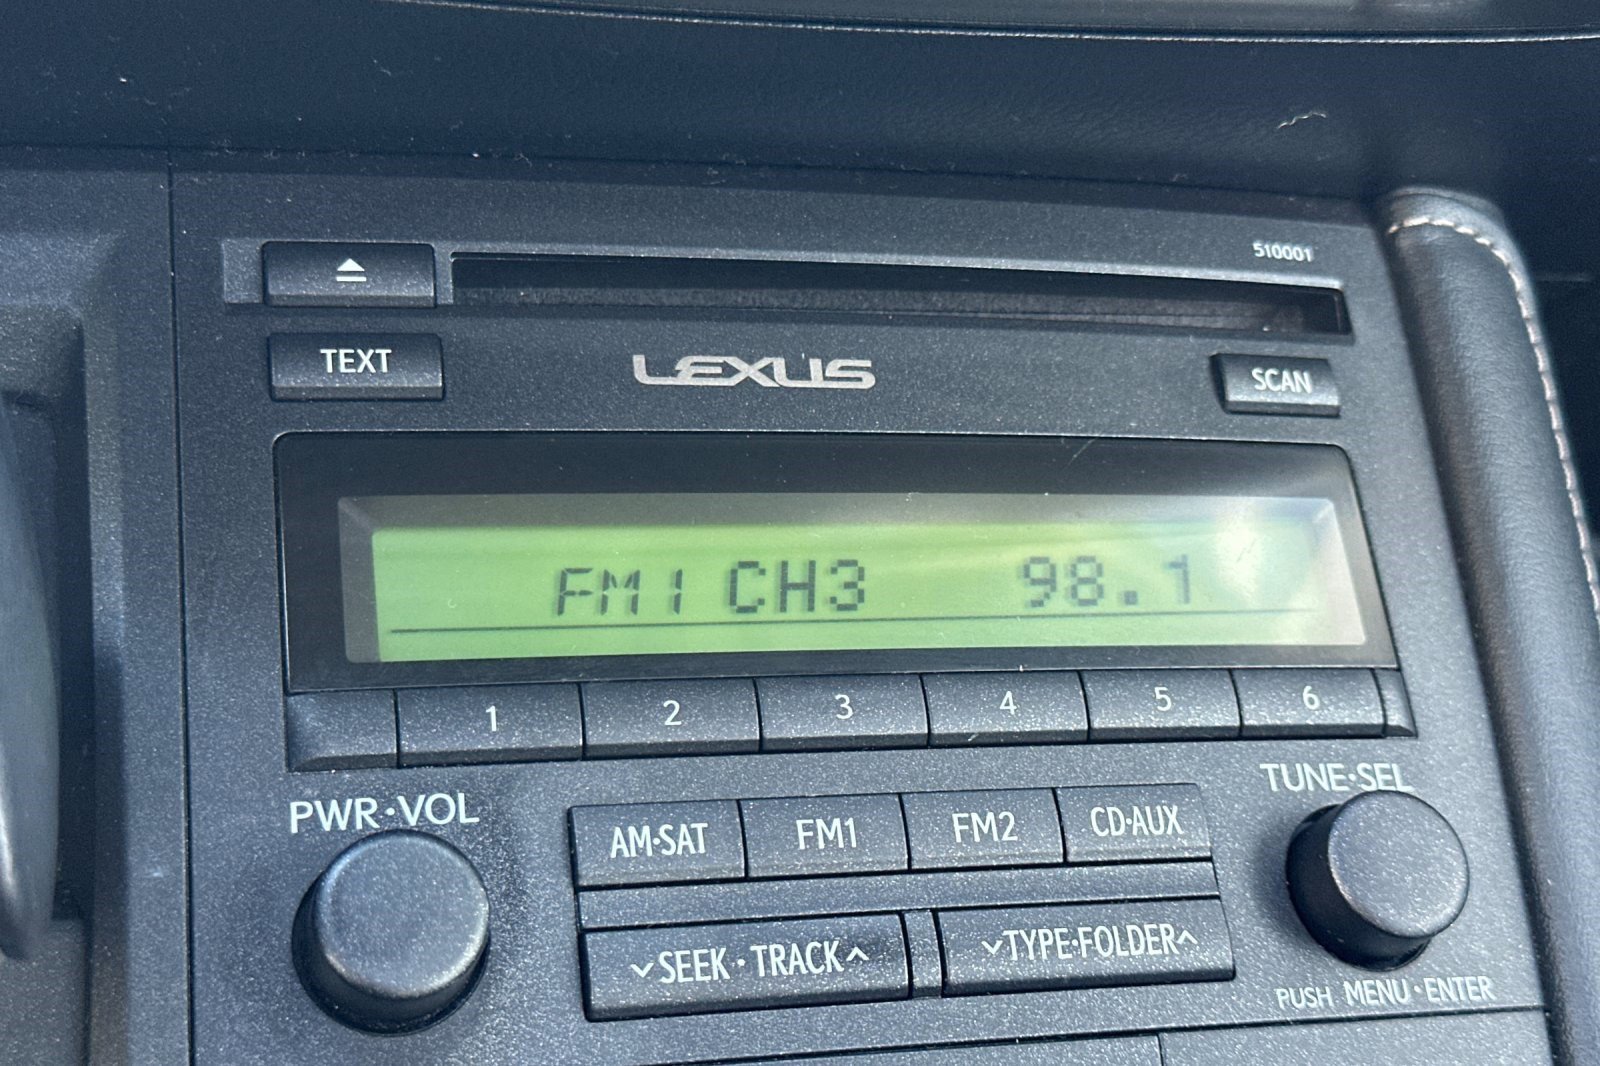 510001
TEXT
LEXUS
SCAN
FM1 CH3 98.1
1 2 3 4 5 6
PWR·VOL
TUNE·SEL
AM·SAT FM1 FM2 CD·AUX
SEEK·TRACK
TYPE·FOLDER
PUSH MENU·ENTER